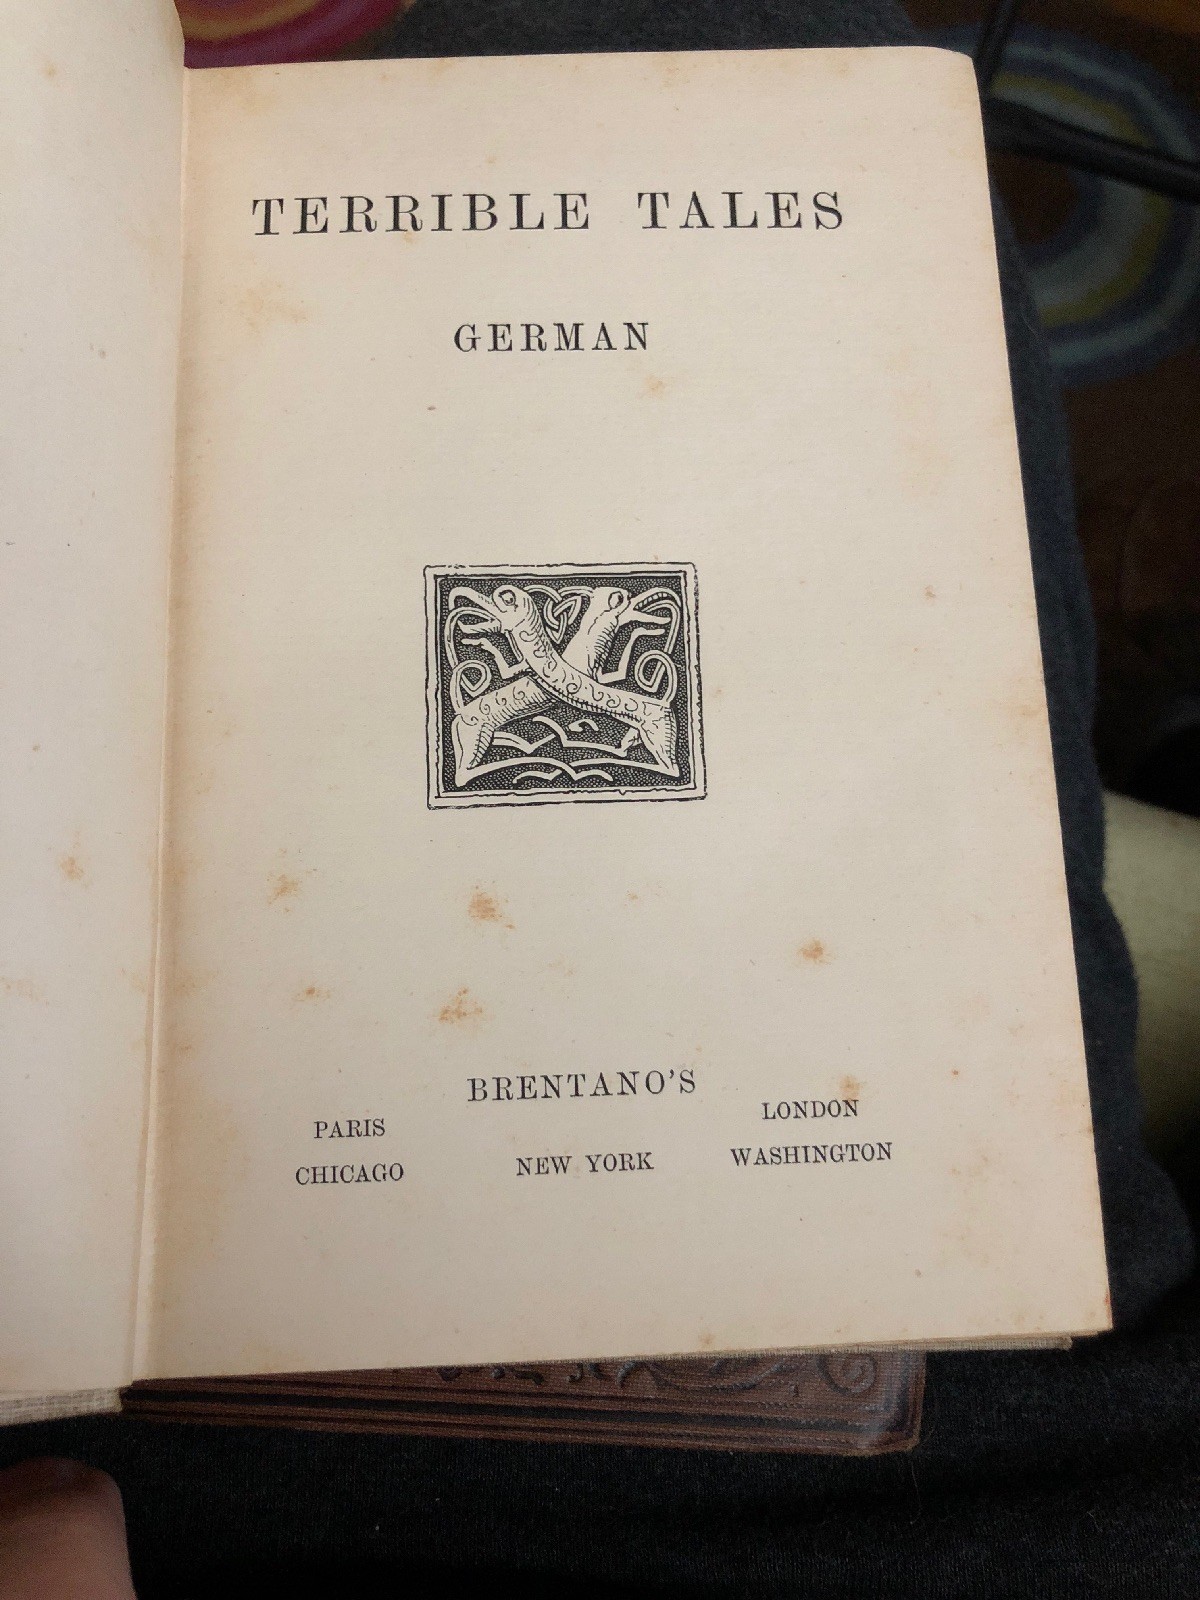 TERRIBLE TALES
GERMAN
BRENTANO'S
PARIS LONDON
CHICAGO NEW YORK WASHINGTON